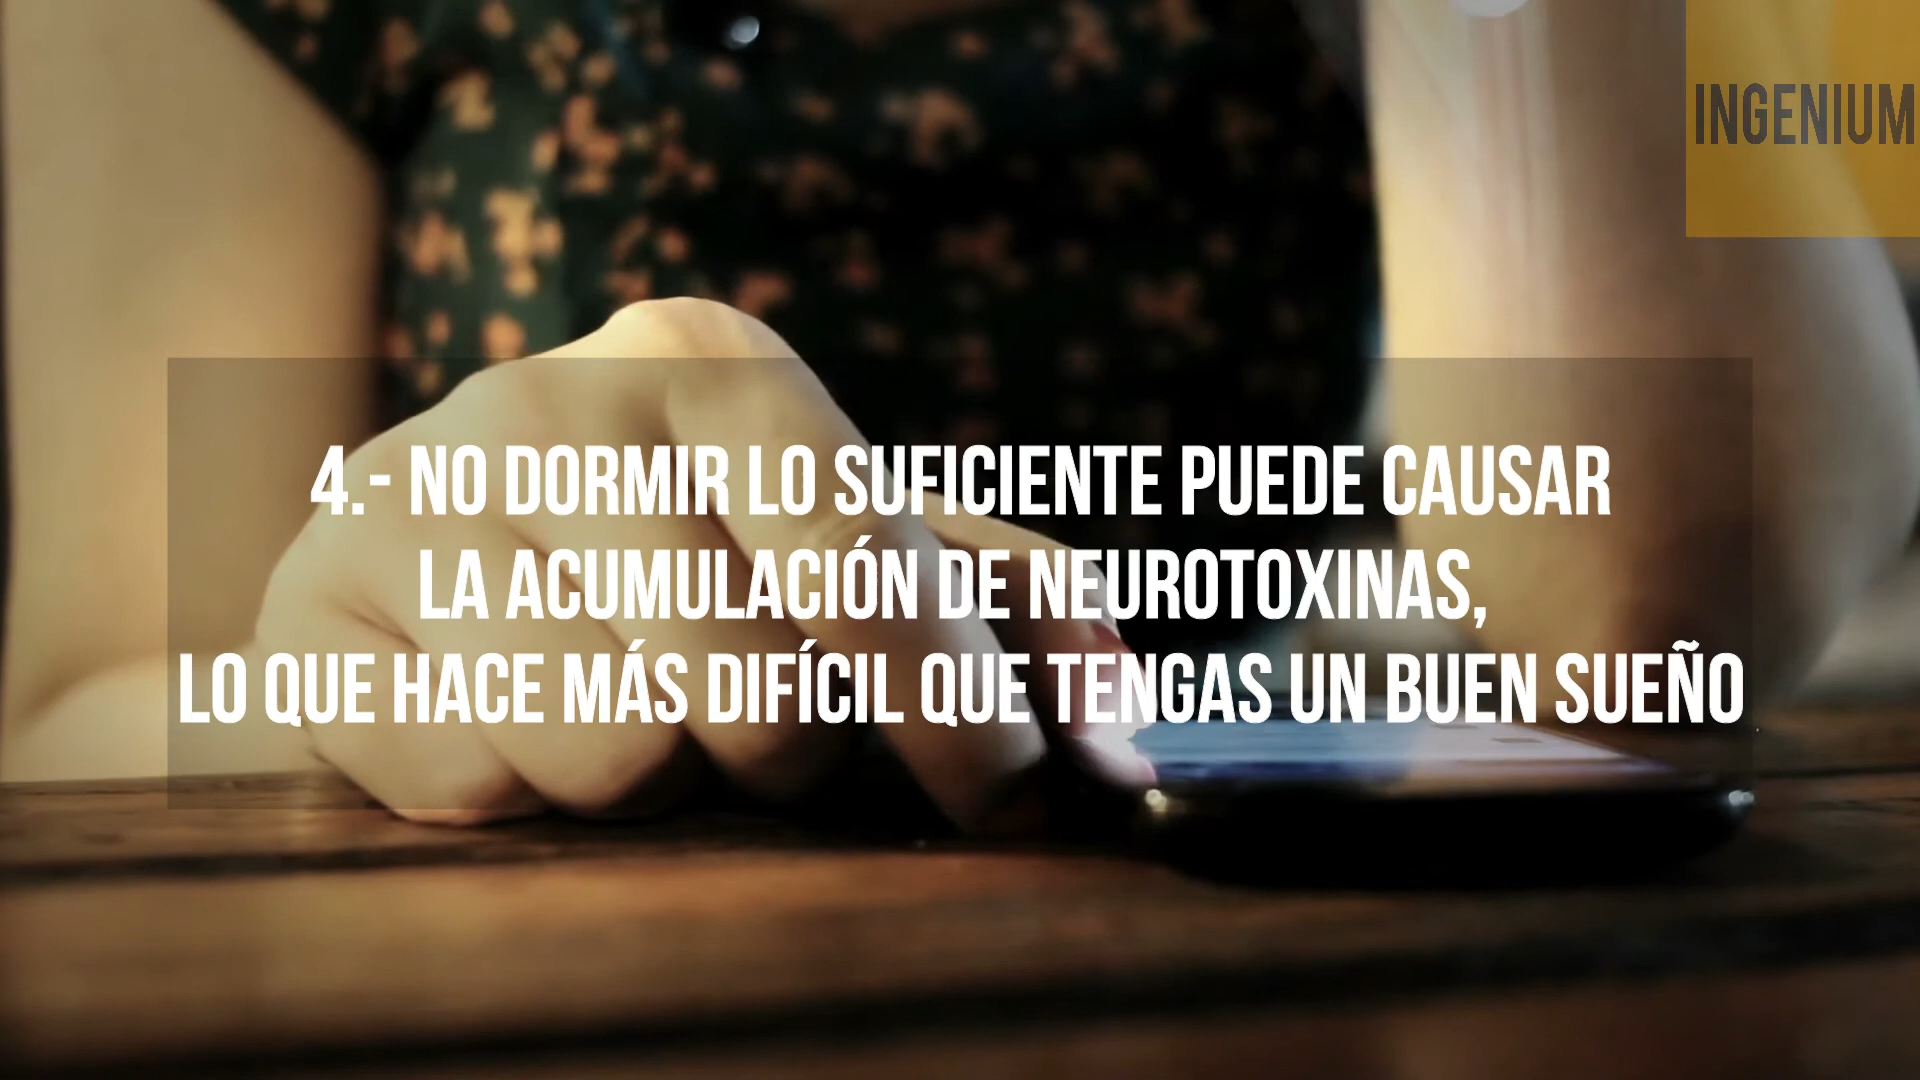 INGENIUM
4.- NO DORMIR LO SUFICIENTE PUEDE CAUSAR
LA ACUMULACIÓN DE NEUROTOXINAS,
LO QUE HACE MÁS DIFÍCIL QUE TENGAS UN BUEN SUEÑO